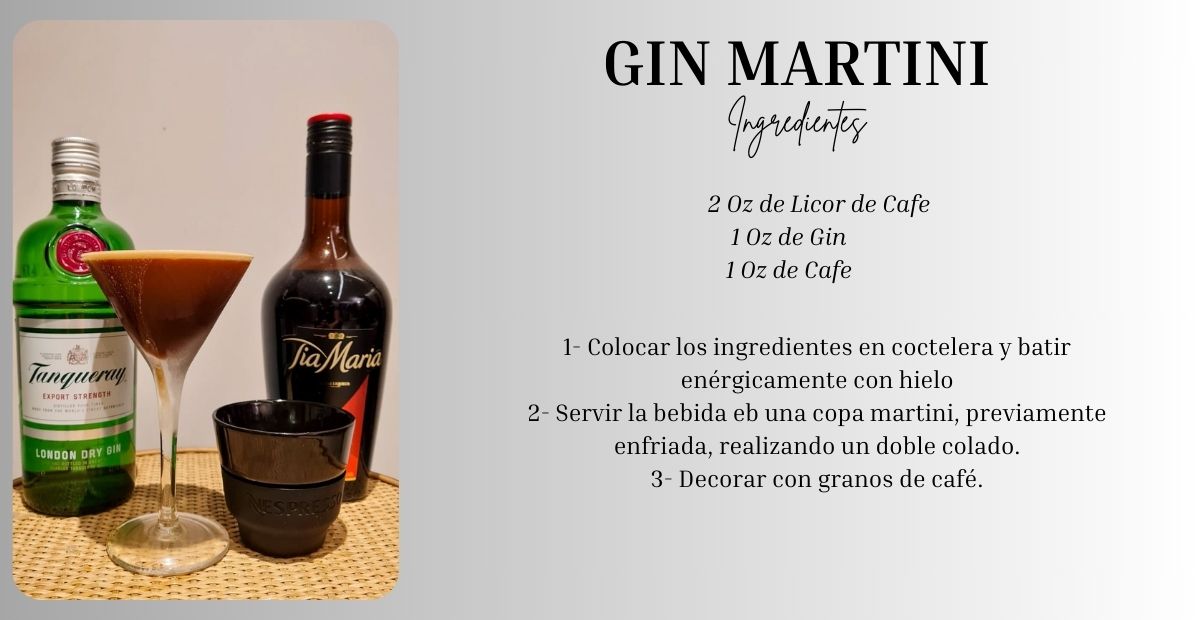 GIN MARTINI
Ingredientes
2 Oz de Licor de Cafe
1 Oz de Gin
1 Oz de Cafe
1- Colocar los ingredientes en coctelera y batir
enérgicamente con hielo
2- Servir la bebida eb una copa martini, previamente
enfriada, realizando un doble colado.
3- Decorar con granos de café.
Tanqueray
EXPORT STRENGTH
LONDON DRY GIN
Tia Maria
NESPRESSO